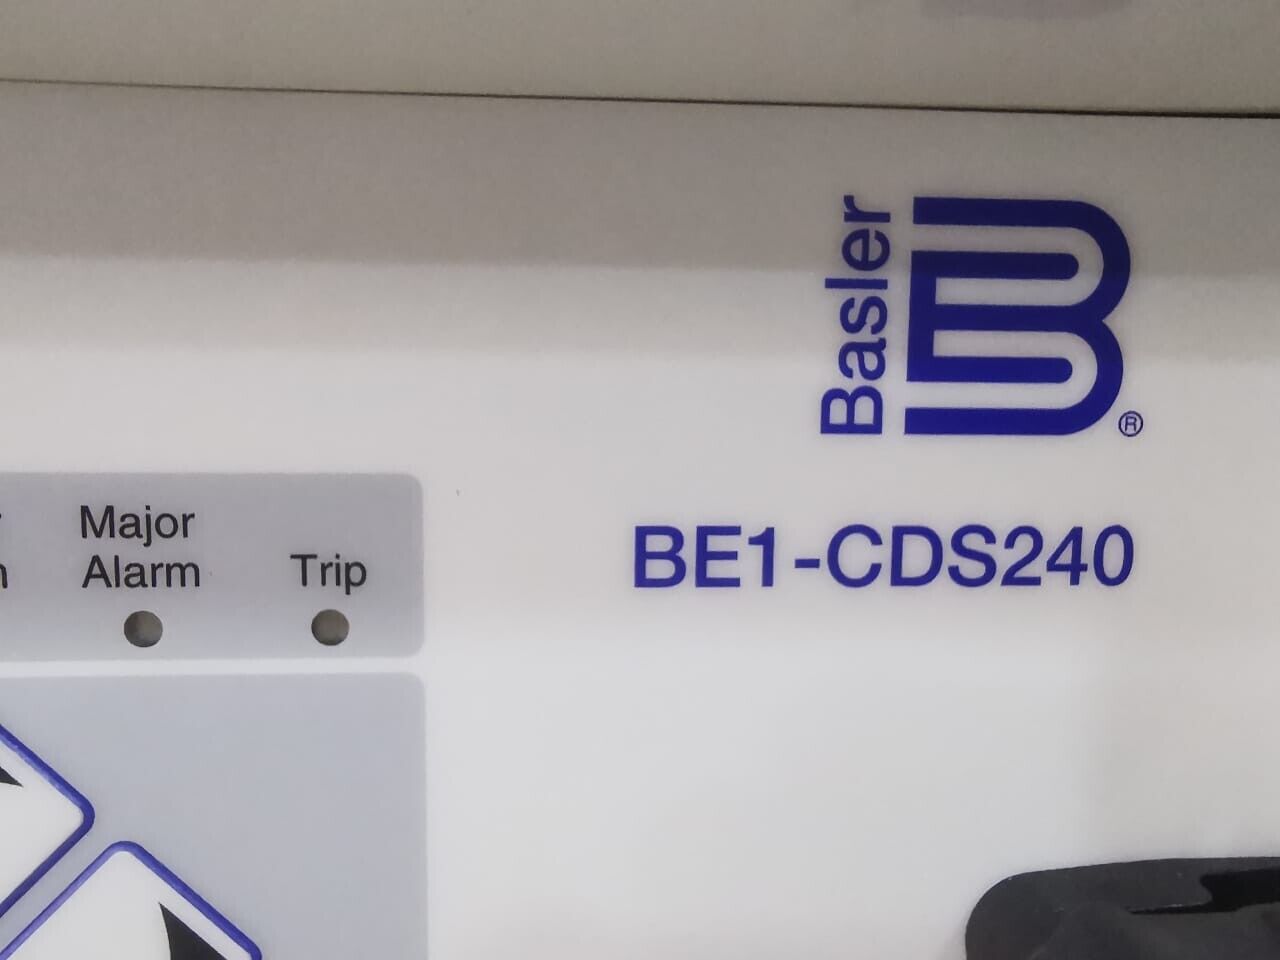 Basler
®
BE1-CDS240
Major
Alarm
Trip